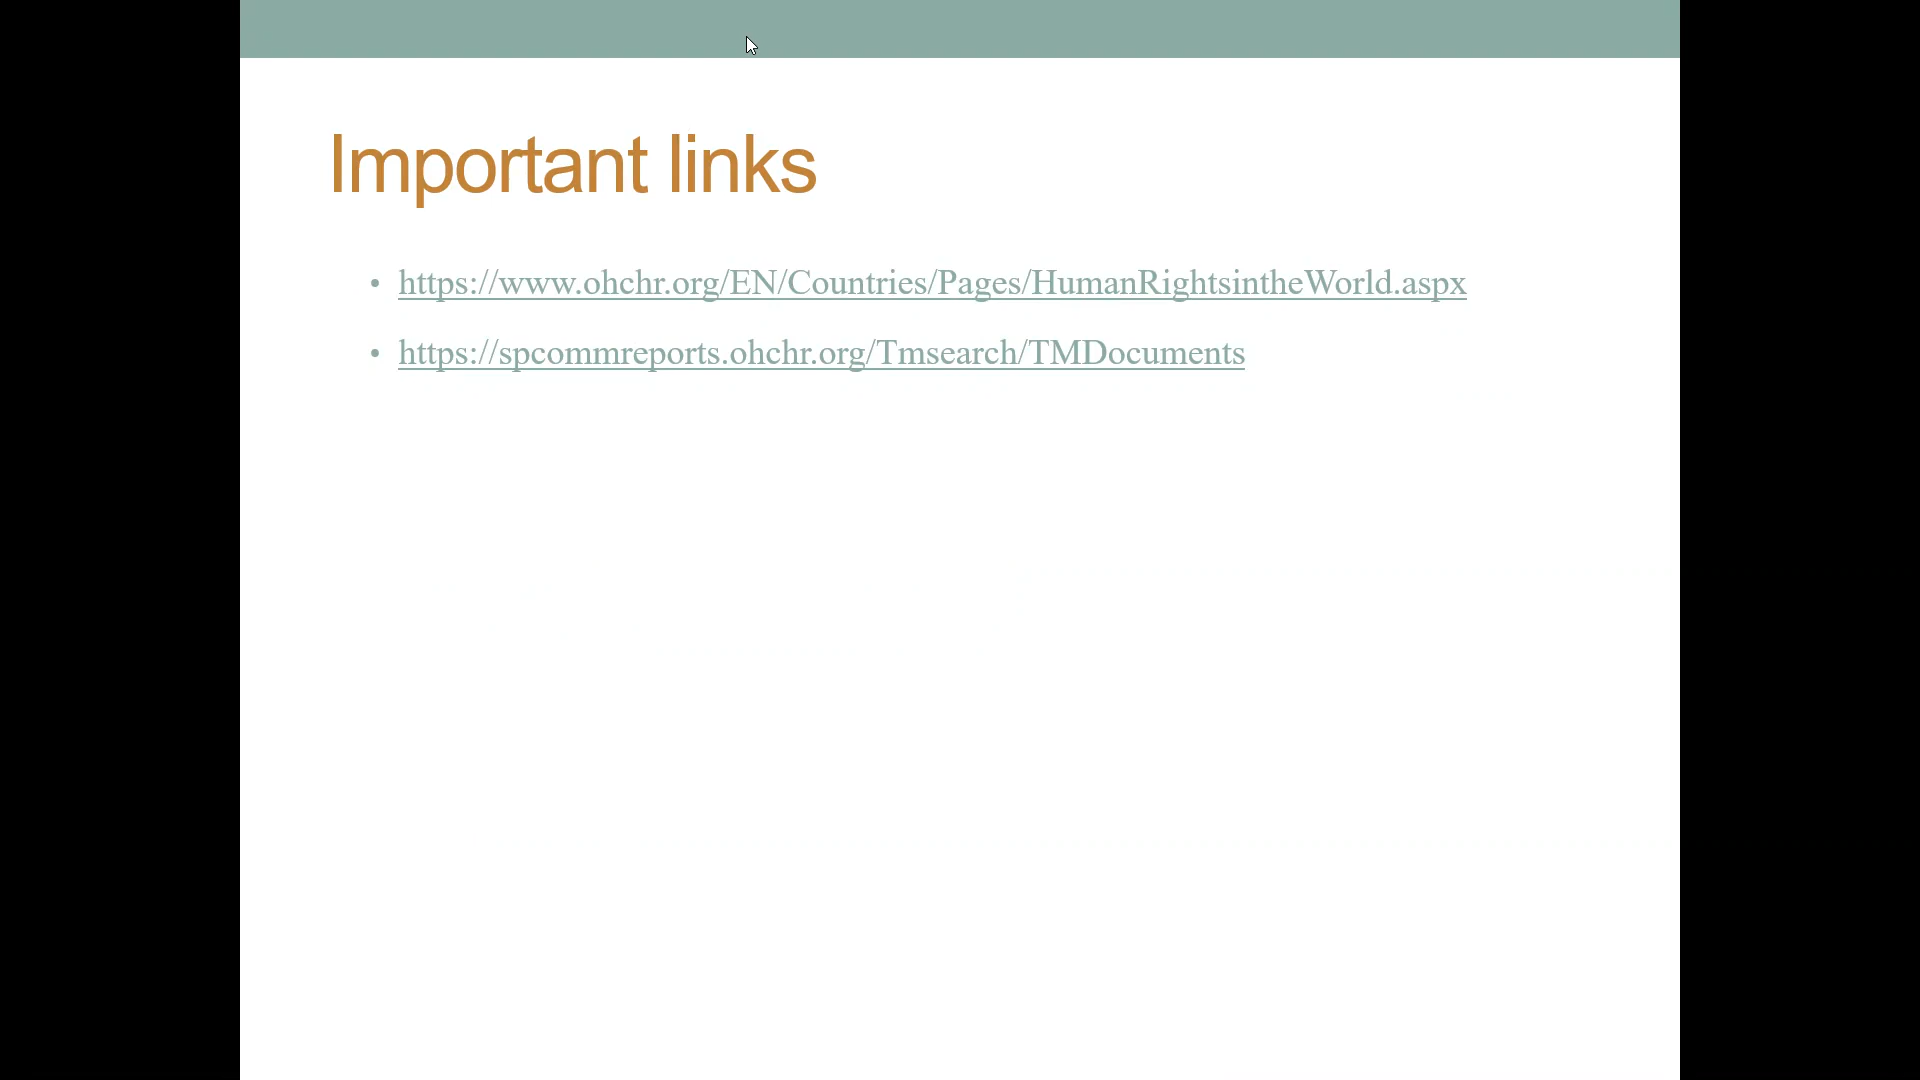 Important links
• https://www.ohchr.org/EN/Countries/Pages/HumanRightsintheWorld.aspx
• https://spcommreports.ohchr.org/Tmsearch/TMDocuments